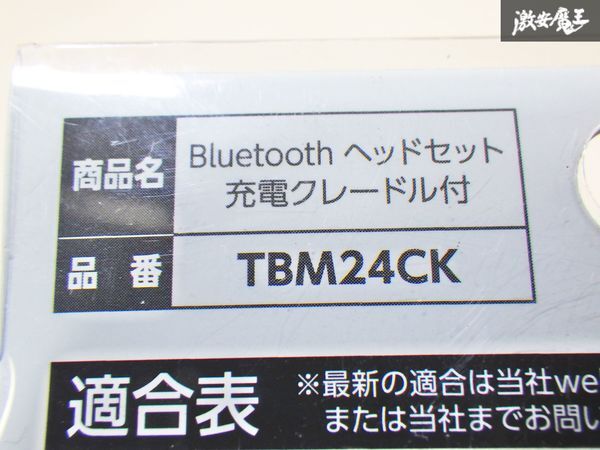 激安魔王
商品名
Bluetooth ヘッドセット
充電クレードル付
品番
TBM24CK
適合表
※最新の適合は当社we
または当社までお問い